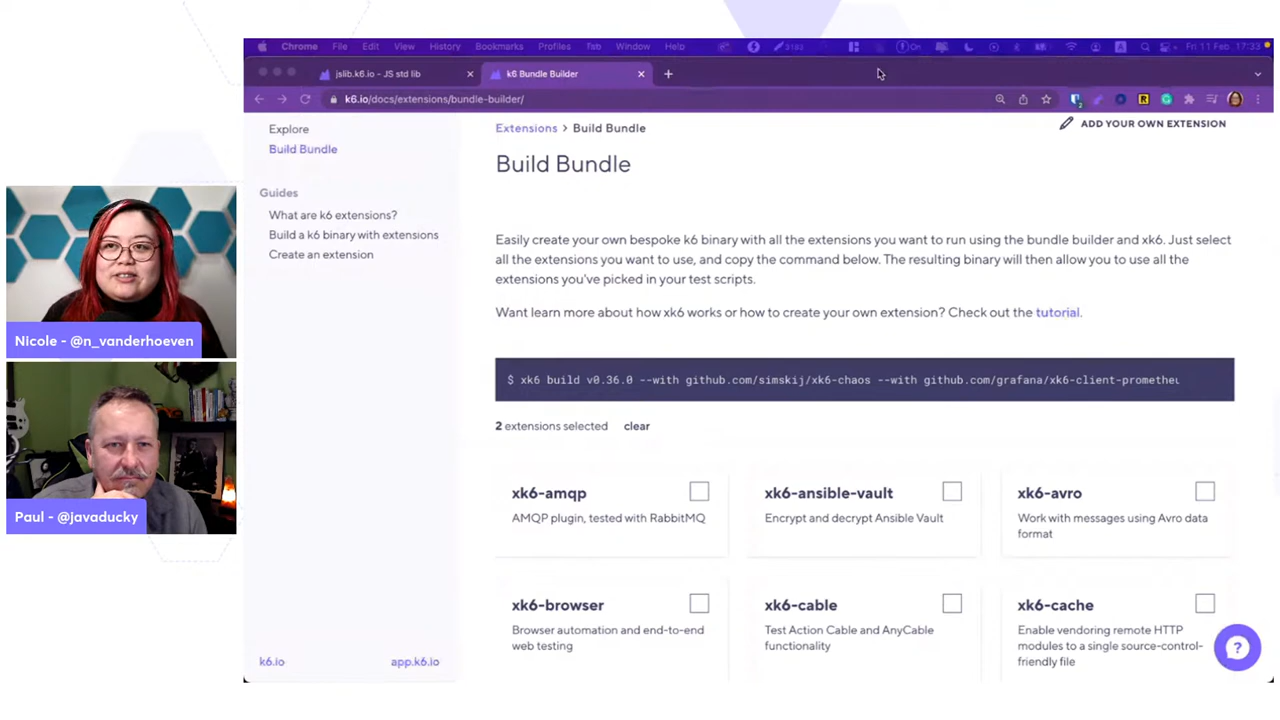 Chrome File Edit View History Bookmarks Profiles Tab Window Help
On Fri 11 Feb 17:33
jslib.k6.io - JS std lib
k6 Bundle Builder
k6.io/docs/extensions/bundle-builder/
Explore
Build Bundle
Guides
What are k6 extensions?
Build a k6 binary with extensions
Create an extension
k6.io
app.k6.io
Extensions > Build Bundle
ADD YOUR OWN EXTENSION
Build Bundle
Easily create your own bespoke k6 binary with all the extensions you want to run using the bundle builder and xk6. Just select
all the extensions you want to use, and copy the command below. The resulting binary will then allow you to use all the
extensions you've picked in your test scripts.
Want learn more about how xk6 works or how to create your own extension? Check out the tutorial.
$ xk6 build v0.36.0 --with github.com/simskij/xk6-chaos --with github.com/grafana/xk6-client-prometheu
2 extensions selected clear
xk6-amqp
AMQP plugin, tested with RabbitMQ
xk6-ansible-vault
Encrypt and decrypt Ansible Vault
xk6-avro
Work with messages using Avro data
format
xk6-browser
Browser automation and end-to-end
web testing
xk6-cable
Test Action Cable and AnyCable
functionality
xk6-cache
Enable vendoring remote HTTP
modules to a single source-control-
friendly file
Nicole - @n_vanderhoeven
Paul - @javaducky